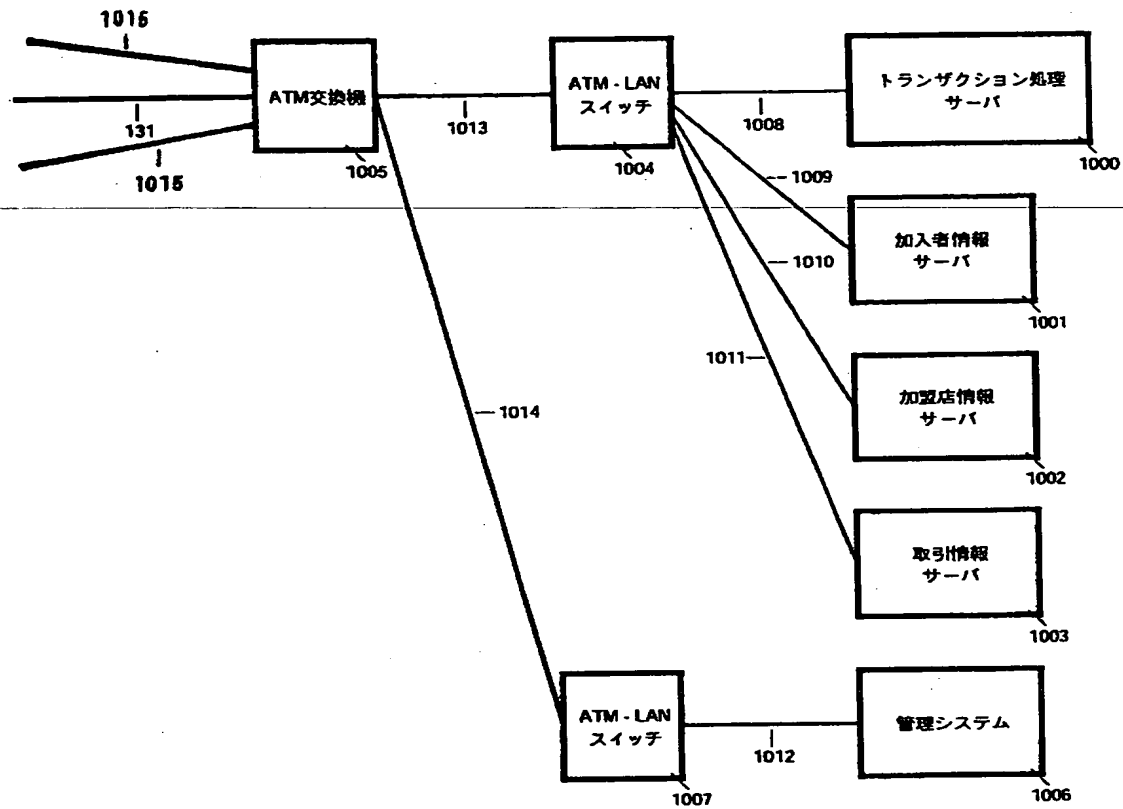 1015
131
1015
ATM交換機
1005
1013
ATM - LAN
スイッチ
1004
1008
トランザクション処理
サーバ
1000
1009
加入者情報
サーバ
1001
1010
加盟店情報
サーバ
1002
1011
取引情報
サーバ
1003
1014
ATM - LAN
スイッチ
1007
1012
管理システム
1006